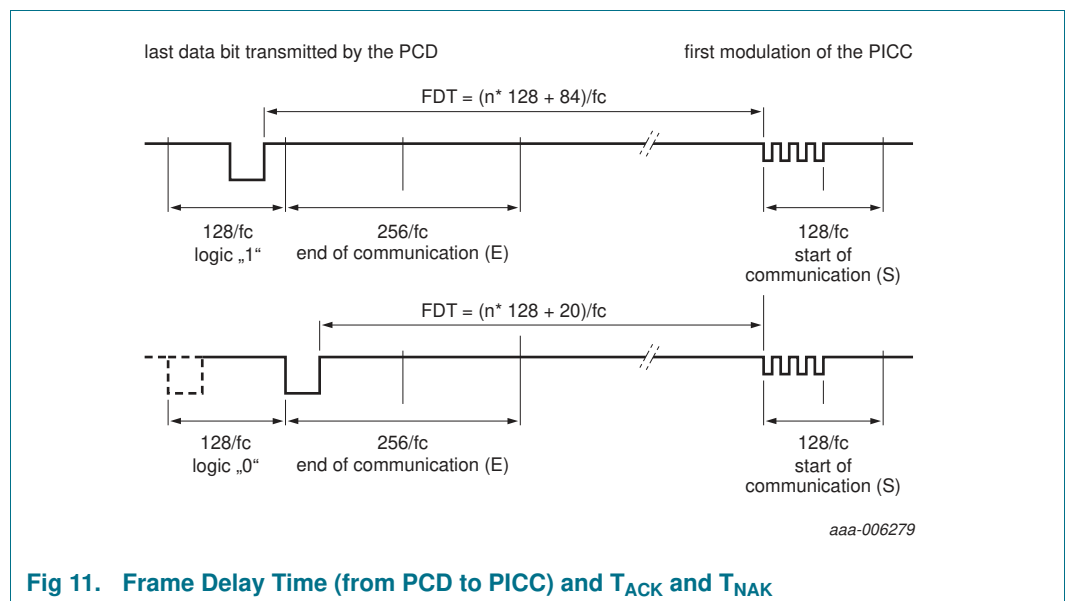 last data bit transmitted by the PCD
first modulation of the PICC
FDT = (n* 128 + 84)/fc
128/fc
logic „1“
256/fc
end of communication (E)
128/fc
start of
communication (S)
FDT = (n* 128 + 20)/fc
128/fc
logic „0“
256/fc
end of communication (E)
128/fc
start of
communication (S)
aaa-006279
Fig 11. Frame Delay Time (from PCD to PICC) and TACK and TNAK